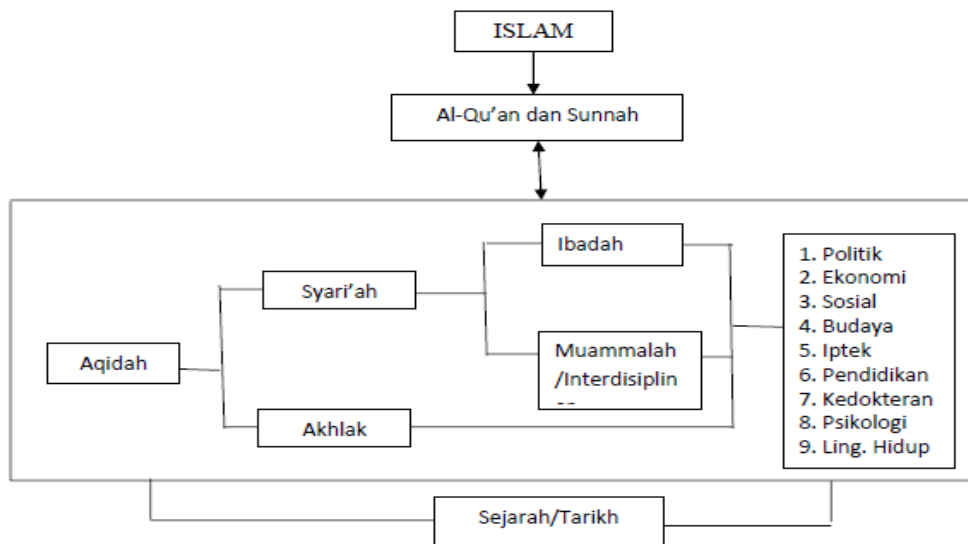 ISLAM
Al-Qu’an dan Sunnah
Ibadah
Syari’ah
Muammalah
/Interdisiplin
Aqidah
Akhlak
1. Politik
2. Ekonomi
3. Sosial
4. Budaya
5. Iptek
6. Pendidikan
7. Kedokteran
8. Psikologi
9. Ling. Hidup
Sejarah/Tarikh